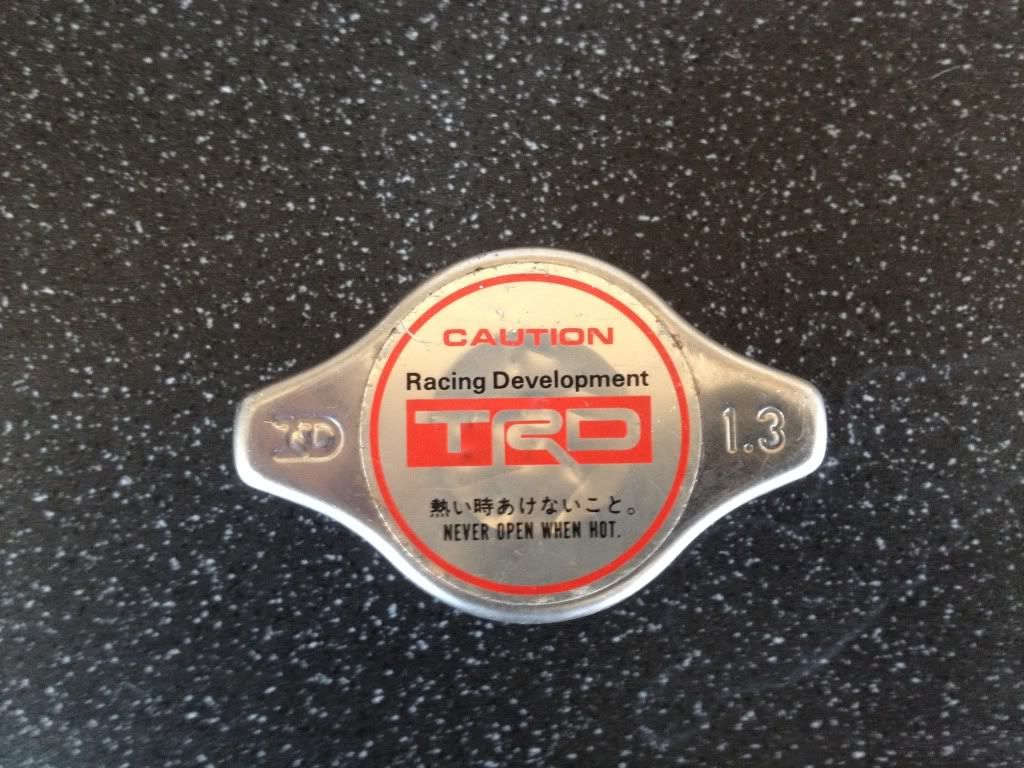 CAUTION
Racing Development
TRD
TRD 1.3
熱い時あけないこと。
NEVER OPEN WHEN HOT.